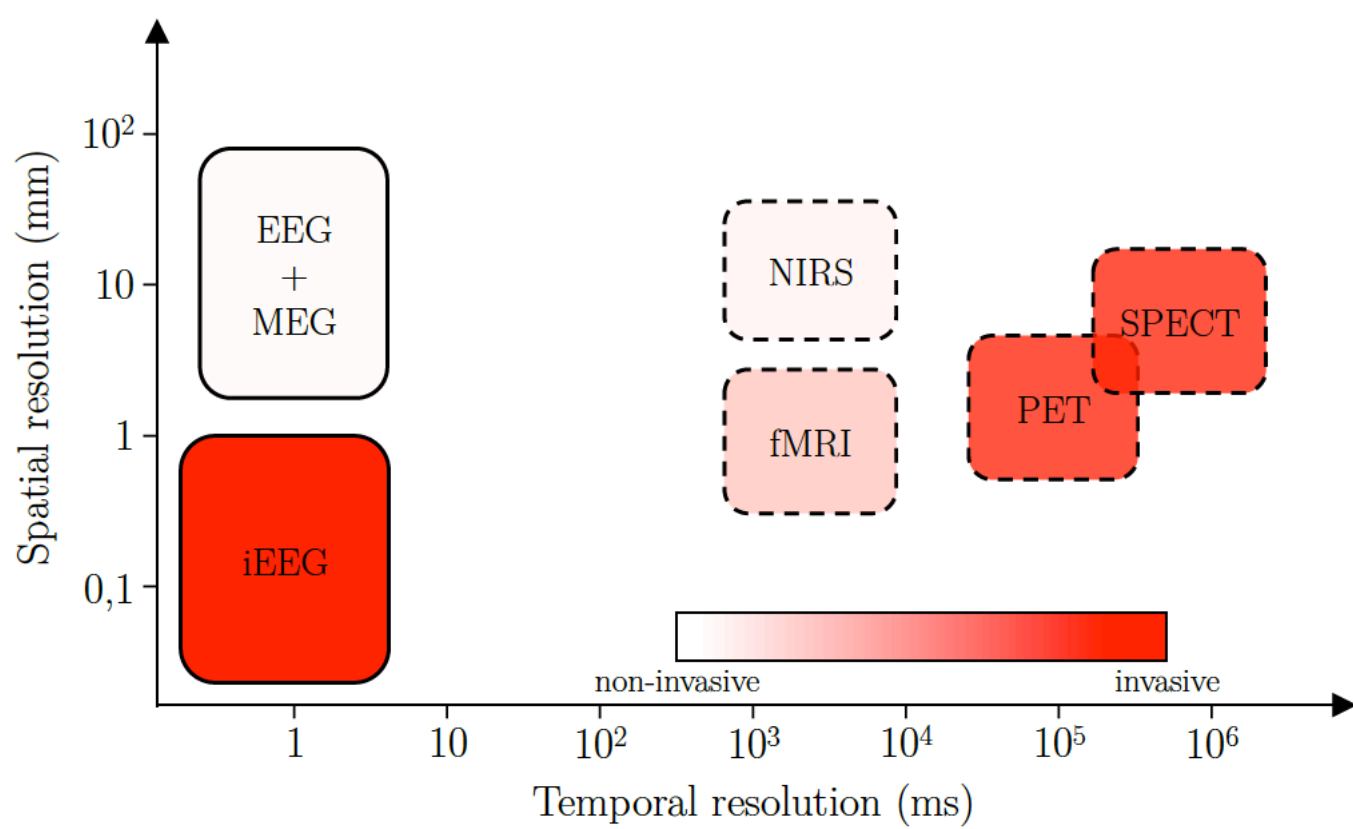 Spatial resolution (mm)
10²
10
1
0,1
EEG
+
MEG
iEEG
NIRS
fMRI
PET
SPECT
non-invasive
invasive
1
10
10²
10³
10⁴
10⁵
10⁶
Temporal resolution (ms)